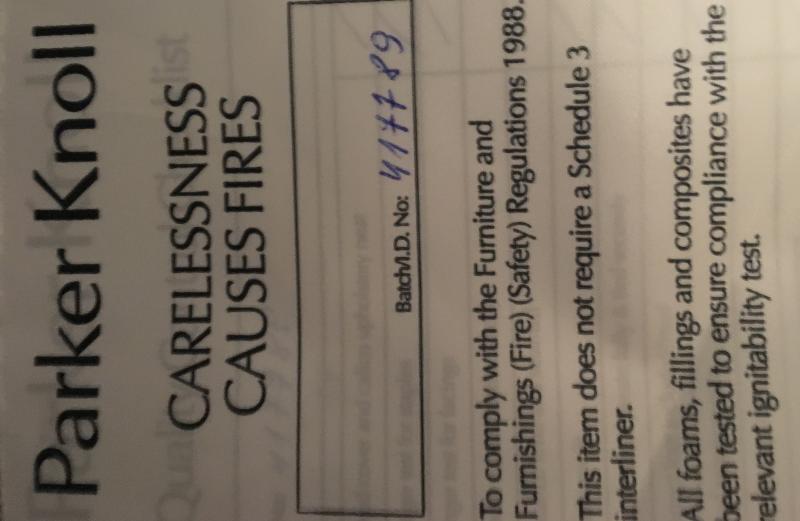 Parker Knoll
CARELESSNESS
CAUSES FIRES
Batch/I.D. No: 4177789
To comply with the Furniture and
Furnishings (Fire) (Safety) Regulations 1988.
This item does not require a Schedule 3
interliner.
All foams, fillings and composites have
been tested to ensure compliance with the
relevant ignitability test.